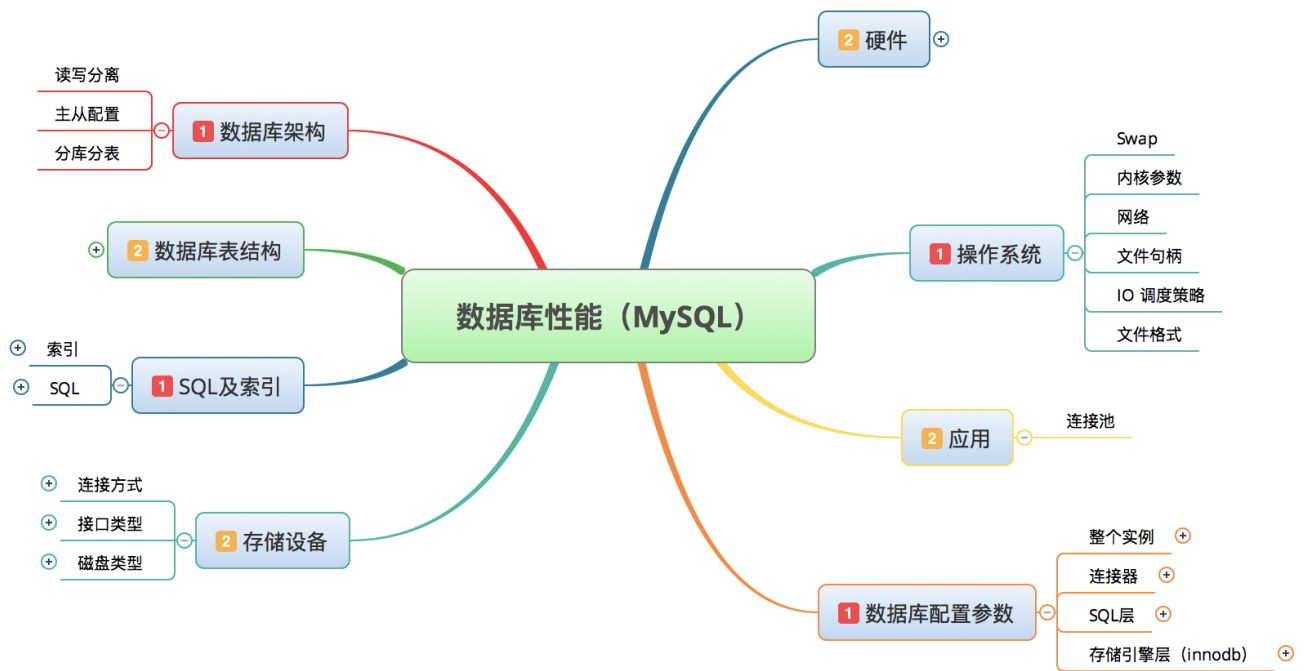 数据库性能（MySQL）
2 硬件
1 操作系统
Swap
内核参数
网络
文件句柄
IO 调度策略
文件格式
2 应用
连接池
1 数据库配置参数
整个实例
连接器
SQL层
存储引擎层（innodb）
1 数据库架构
读写分离
主从配置
分库分表
2 数据库表结构
1 SQL及索引
索引
SQL
2 存储设备
连接方式
接口类型
磁盘类型